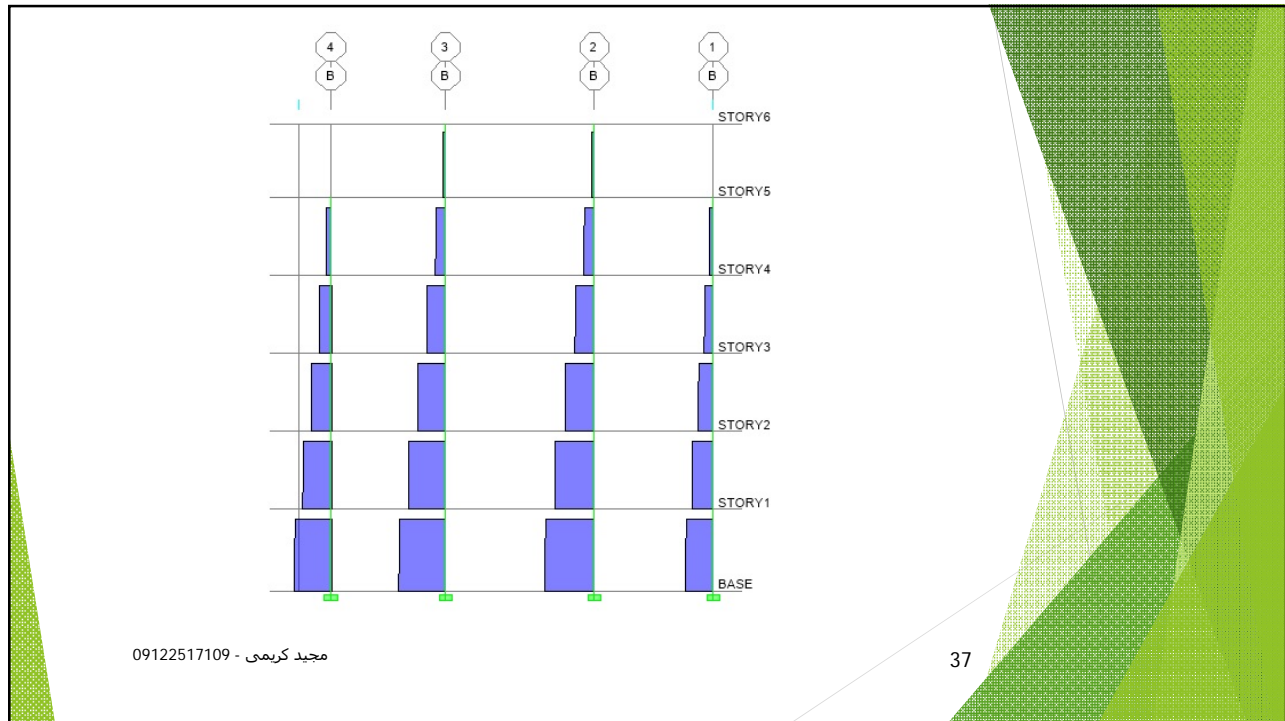 4 3 2 1
B B B B
STORY6
STORY5
STORY4
STORY3
STORY2
STORY1
BASE
مجید کریمی - 09122517109
37